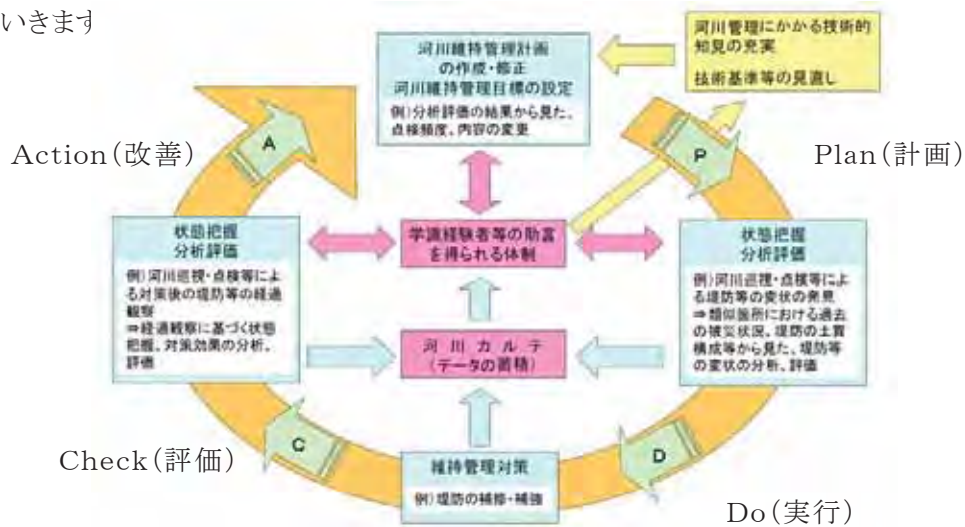 いきます
河川維持管理計画
の作成・修正
河川維持管理目標の設定
例)分析評価の結果から見た、
点検頻度、内容の変更
河川管理にかかる技術的
知見の充実
技術基準等の見直し
Action(改善)
A
P
Plan(計画)
状態把握
分析評価
例)河川巡視・点検等によ
る対策後の堤防等の経過
観察
⇒経過観察に基づく状態
把握、対策効果の分析、
評価
学識経験者等の助言
を得られる体制
状態把握
分析評価
例)河川巡視・点検等によ
る堤防等の変状の発見
⇒類似箇所における過去
の被災状況、堤防の土質
構成等から見た、堤防等
の変状の分析、評価
河川カルテ
(データの蓄積)
C
D
Check(評価)
維持管理対策
例)堤防の補修・補強
Do(実行)